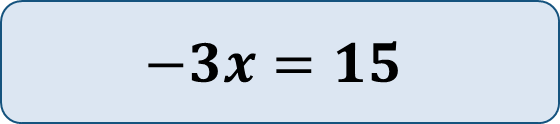 −3x = 15